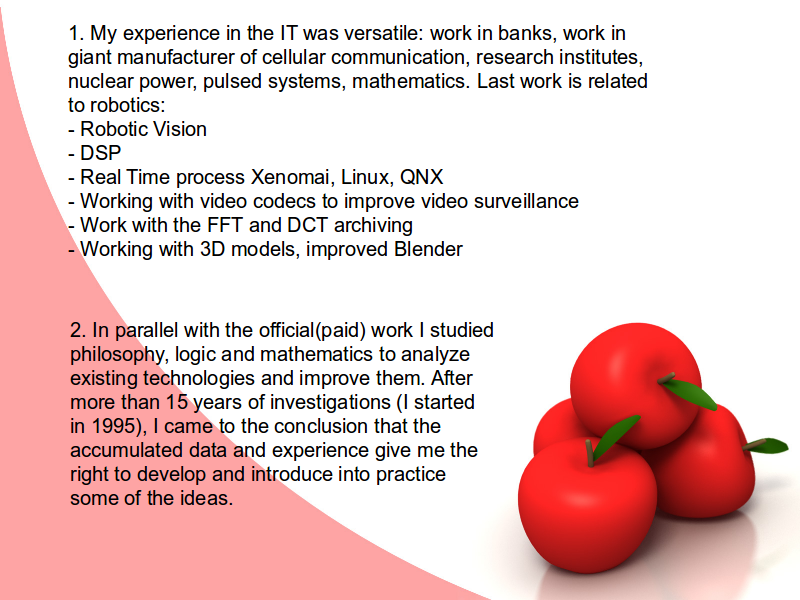 1. My experience in the IT was versatile: work in banks, work in
giant manufacturer of cellular communication, research institutes,
nuclear power, pulsed systems, mathematics. Last work is related
to robotics:
- Robotic Vision
- DSP
- Real Time process Xenomai, Linux, QNX
- Working with video codecs to improve video surveillance
- Work with the FFT and DCT archiving
- Working with 3D models, improved Blender
2. In parallel with the official(paid) work I studied
philosophy, logic and mathematics to analyze
existing technologies and improve them. After
more than 15 years of investigations (I started
in 1995), I came to the conclusion that the
accumulated data and experience give me the
right to develop and introduce into practice
some of the ideas.